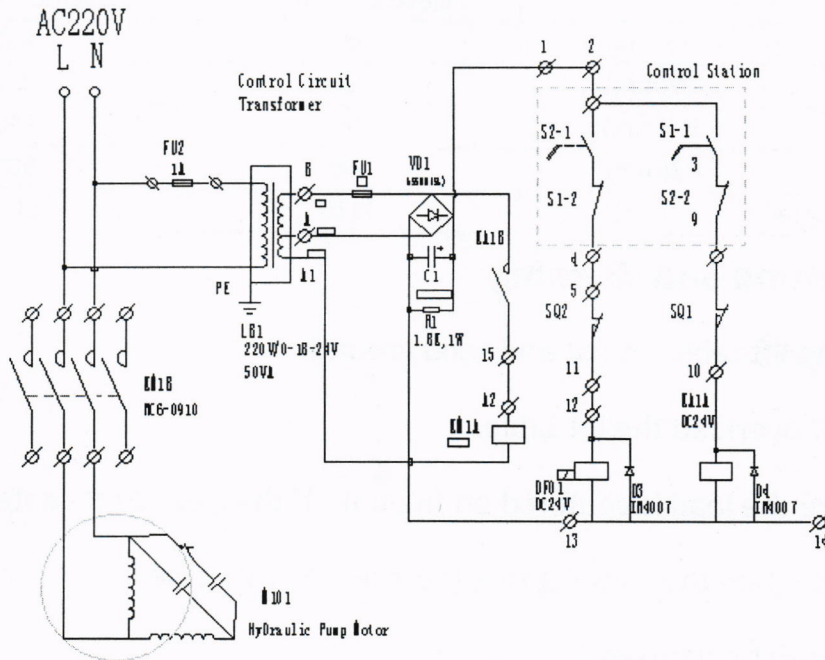 AC220V
L N
Control Circuit
Transformer
FU2
1A
B
FU1
VD1
A
A1
PE
LB1
220V/0-18-24V
50VA
C1
R1
1.8K, 1W
KA1B
15
A2
KM1A
KM1B
MC6-0910
M101
Hydraulic Pump Motor
1
2
Control Station
S2-1
S1-1
3
S1-2
S2-2
9
4
5
SQ2
SQ1
11
10
12
KA1A
DC24V
DF01
DC24V
D3
IN4007
D4
IN4007
13